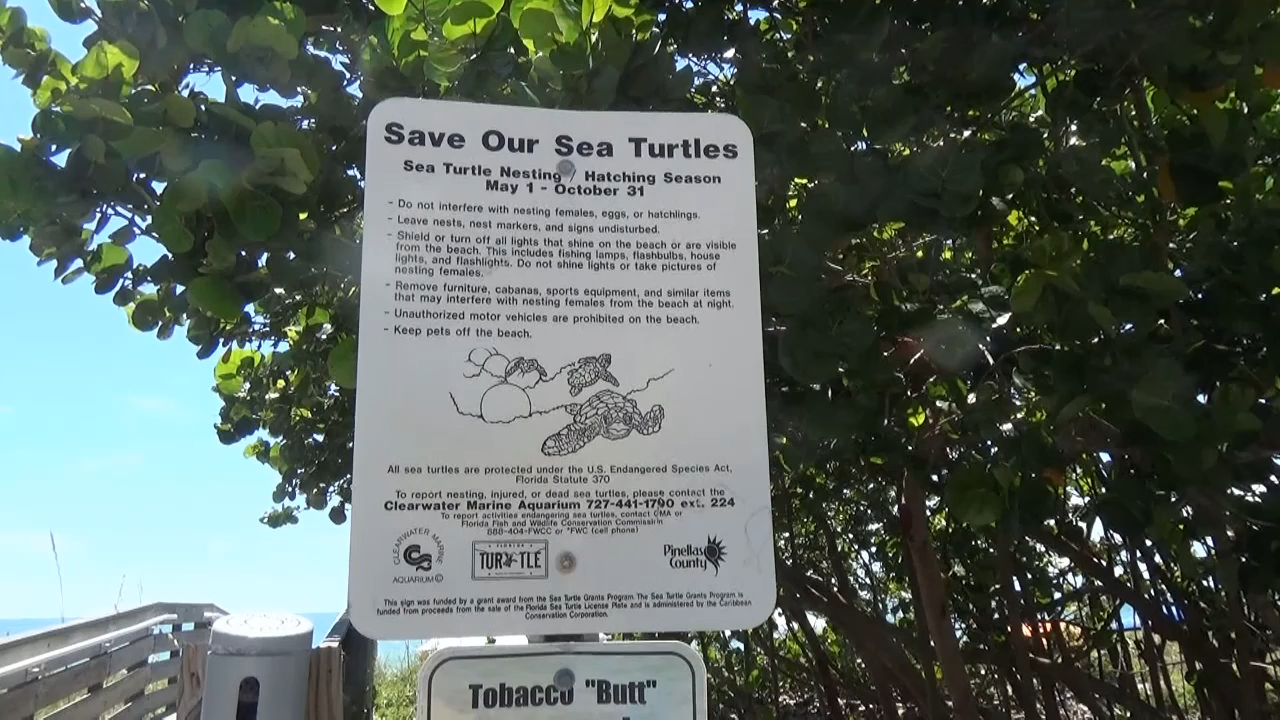 Save Our Sea Turtles
Sea Turtle Nesting / Hatching Season
May 1 - October 31
- Do not interfere with nesting females, eggs, or hatchlings.
- Leave nests, nest markers, and signs undisturbed.
- Shield or turn off all lights that shine on the beach or are visible
from the beach. This includes fishing lamps, flashbulbs, house
lights, and flashlights. Do not shine lights or take pictures of
nesting females.
- Remove furniture, cabanas, sports equipment, and similar items
that may interfere with nesting females from the beach at night.
- Unauthorized motor vehicles are prohibited on the beach.
- Keep pets off the beach.
All sea turtles are protected under the U.S. Endangered Species Act,
Florida Statute 370
To report nesting, injured, or dead sea turtles, please contact the
Clearwater Marine Aquarium 727-441-1790 ext. 224
To report activities endangering sea turtles, contact CMA or
Florida Fish and Wildlife Conservation Commission
888-404-FWCC or *FWC (cell phone)
CLEARWATER MARINE
AQUARIUM ©
FLORIDA
TURTLE
Pinellas
County
This sign was funded by a grant award from the Sea Turtle Grants Program. The Sea Turtle Grants Program is
funded from proceeds from the sale of the Florida Sea Turtle License Plate and is administered by the Caribbean
Conservation Corporation.
Tobacco "Butt"